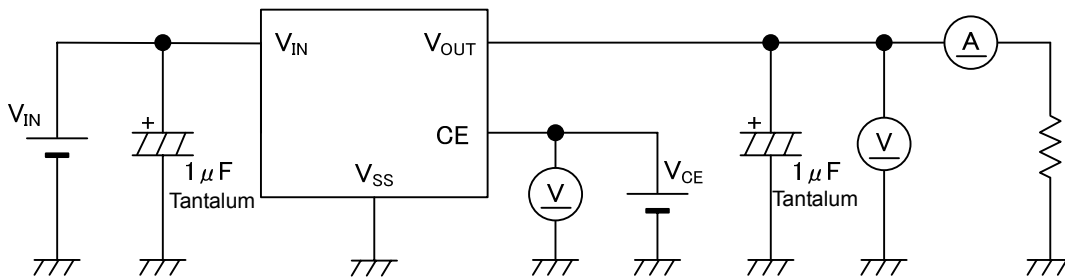 VIN
+
1μF
Tantalum
VIN
VOUT
CE
VSS
V
VCE
+
1μF
Tantalum
V
A